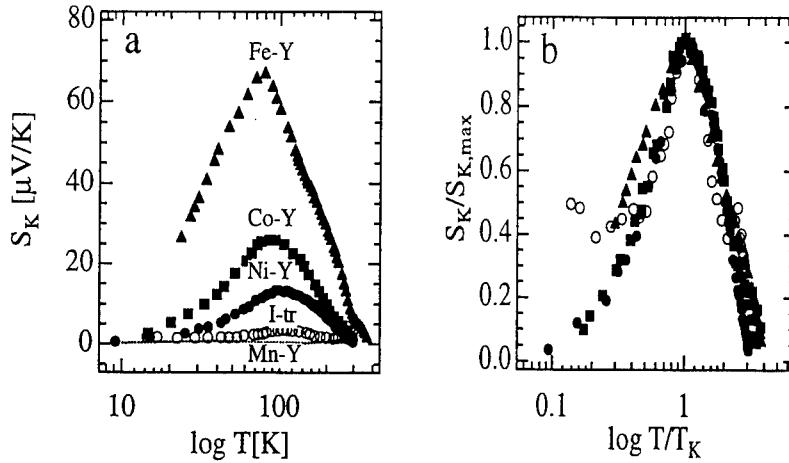 a
Fe-Y
Co-Y
Ni-Y
I-tr
Mn-Y
S_K [µV/K]
80
60
40
20
0
10
100
log T[K]
b
S_K/S_K,max
1.0
0.8
0.6
0.4
0.2
0.0
0.1
1
log T/T_K